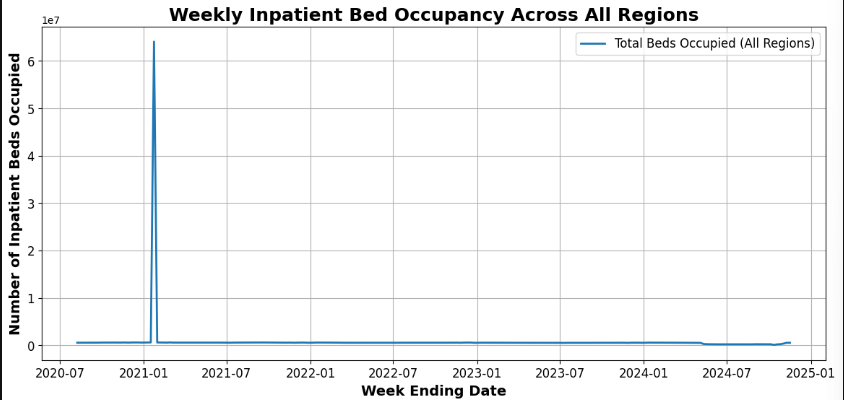 Weekly Inpatient Bed Occupancy Across All Regions
1e7
Total Beds Occupied (All Regions)
Number of Inpatient Beds Occupied
6
5
4
3
2
1
0
2020-07 2021-01 2021-07 2022-01 2022-07 2023-01 2023-07 2024-01 2024-07 2025-01
Week Ending Date